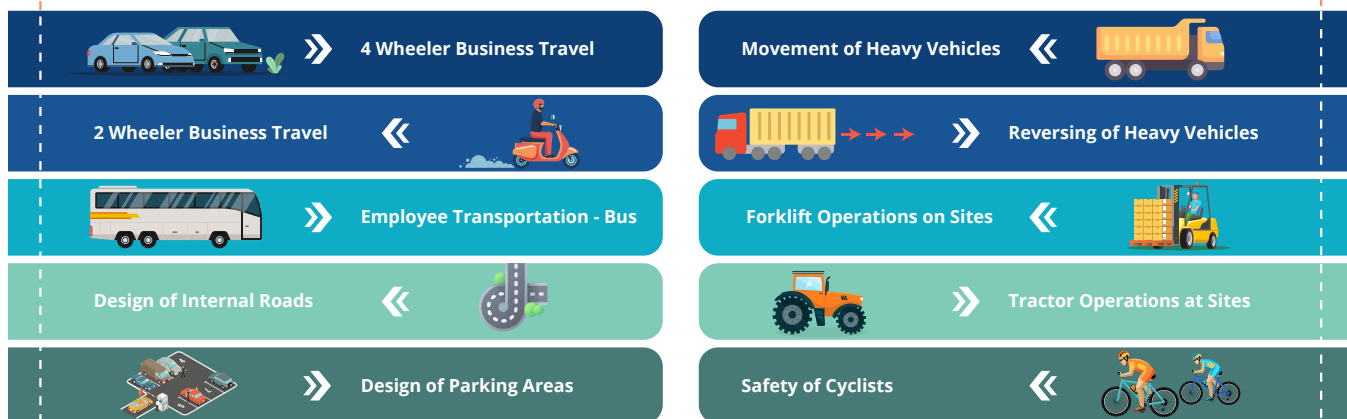 4 Wheeler Business Travel
2 Wheeler Business Travel
Employee Transportation - Bus
Design of Internal Roads
Design of Parking Areas
Movement of Heavy Vehicles
Reversing of Heavy Vehicles
Forklift Operations on Sites
Tractor Operations at Sites
Safety of Cyclists